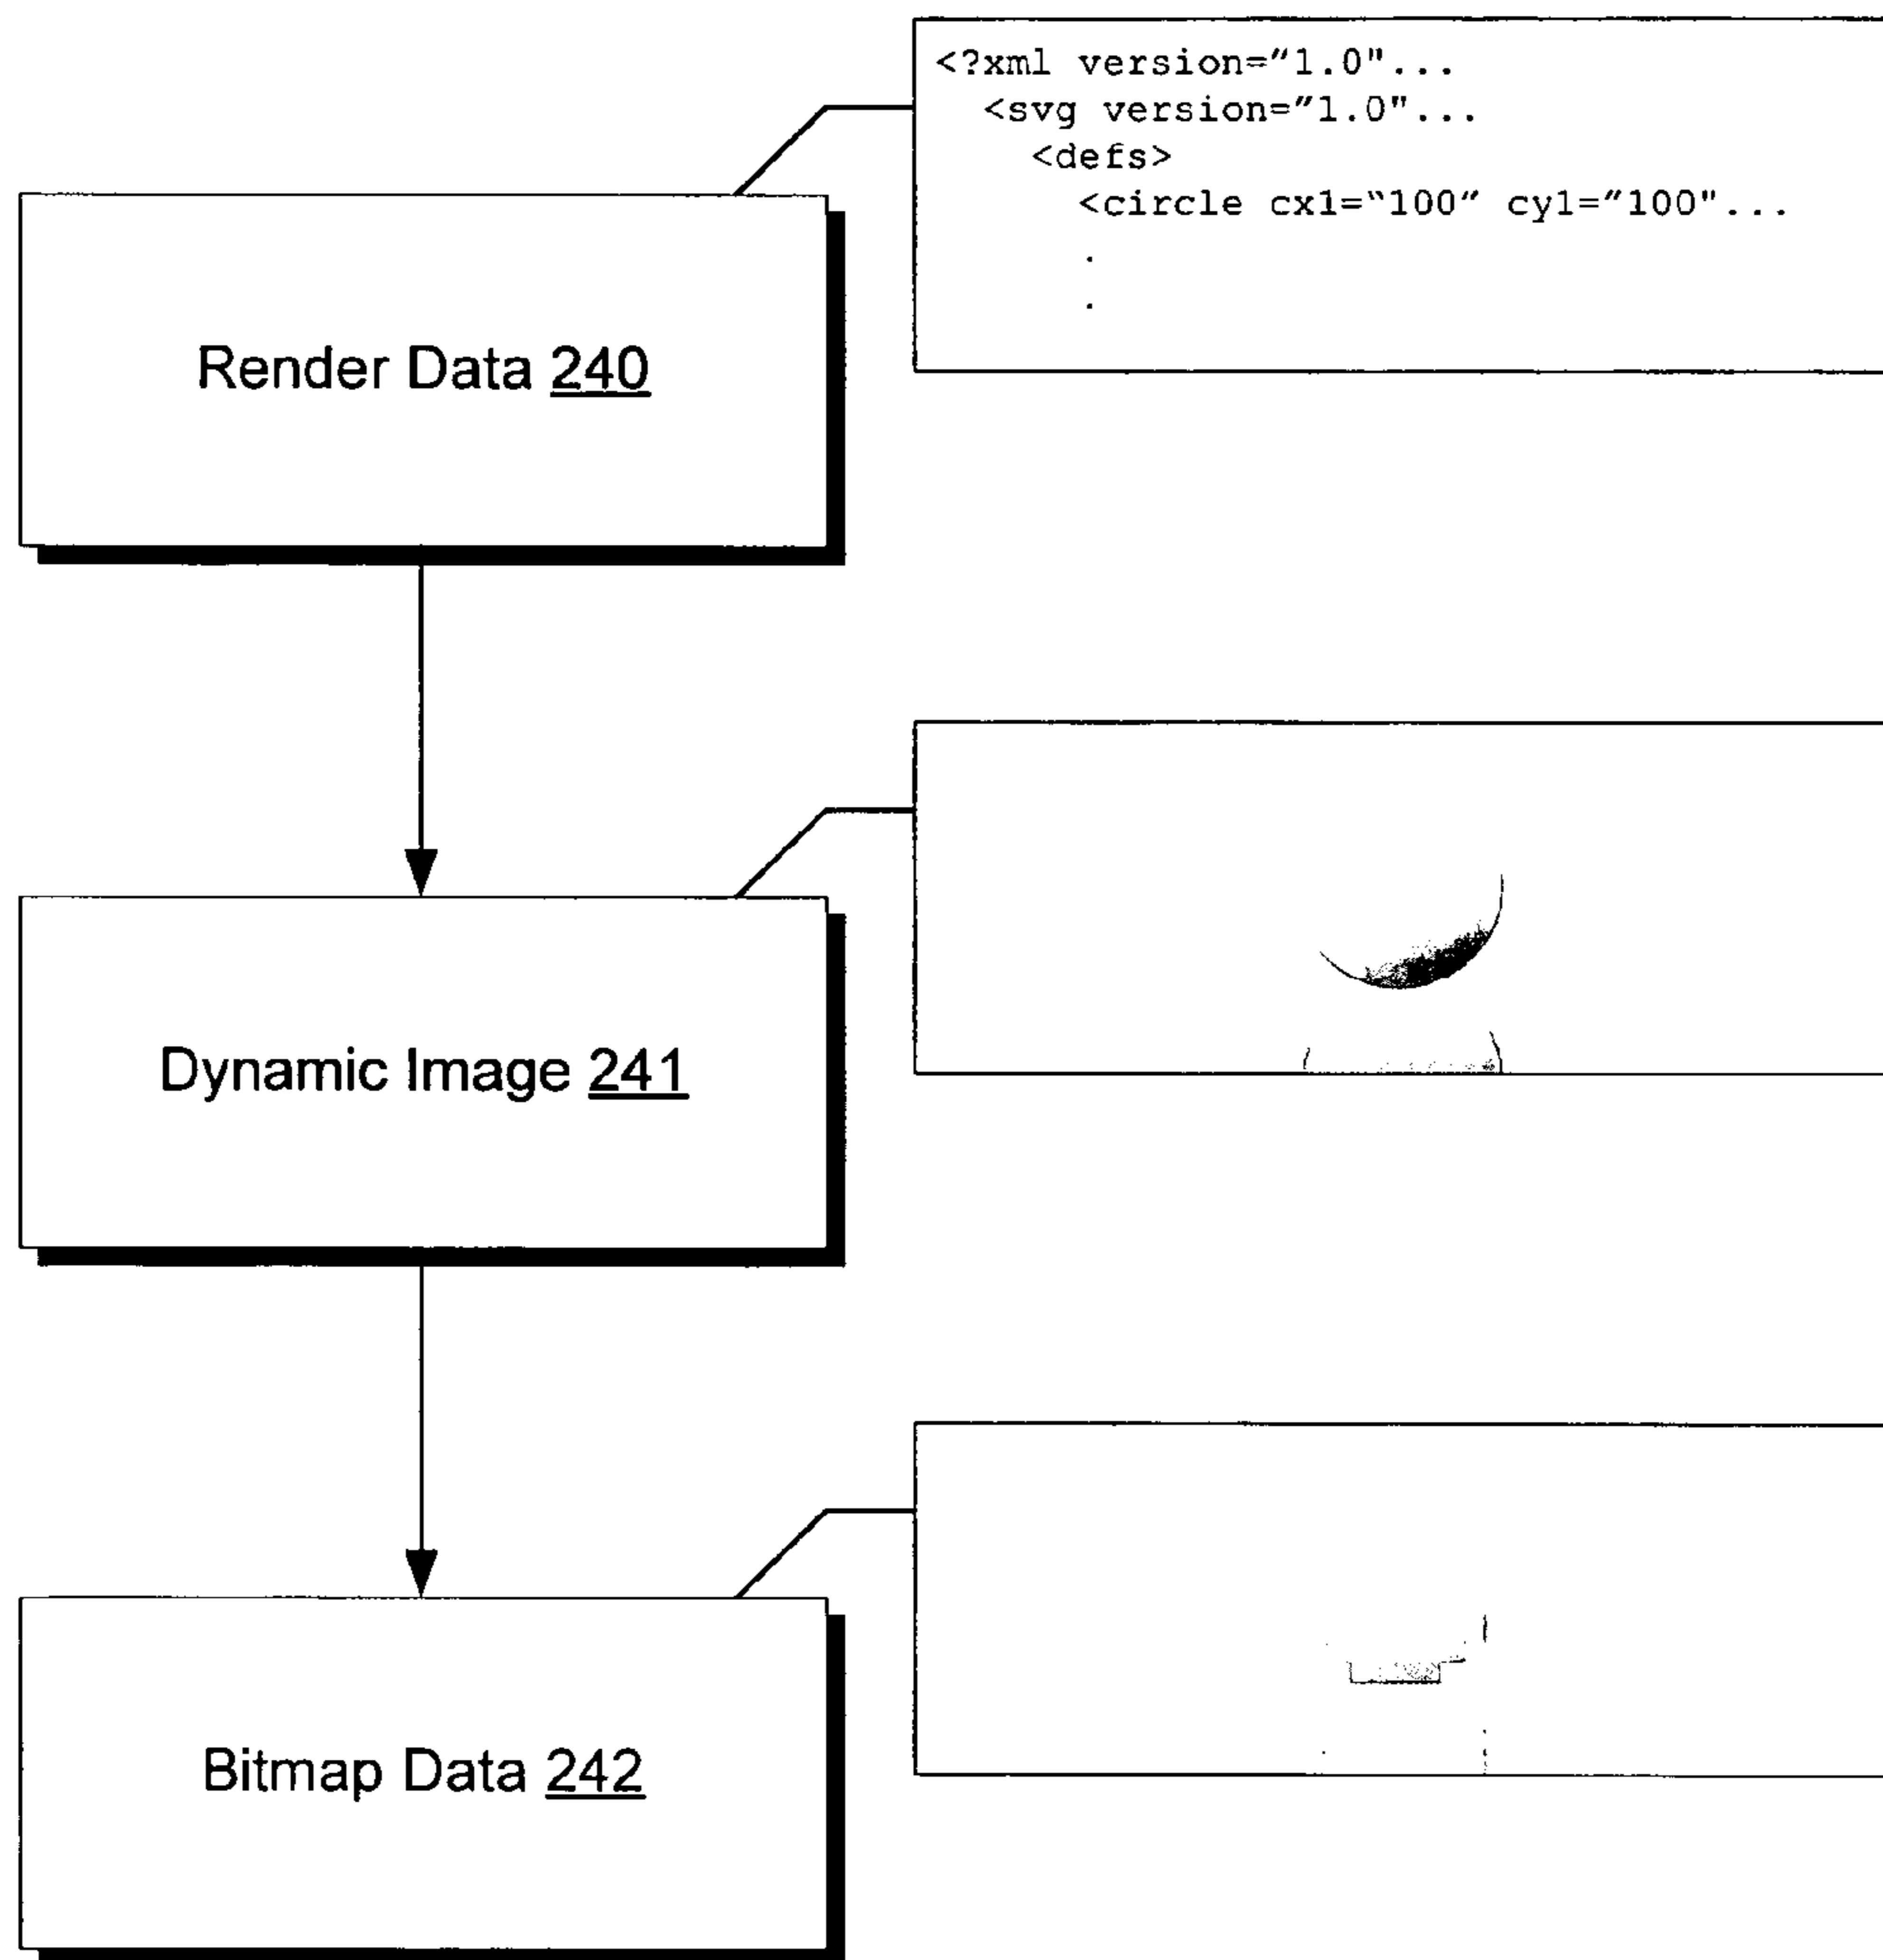 <?xml version="1.0"...
<svg version="1.0"...
<defs>
<circle cx1="100" cy1="100"...
.
.
Render Data 240
Dynamic Image 241
Bitmap Data 242